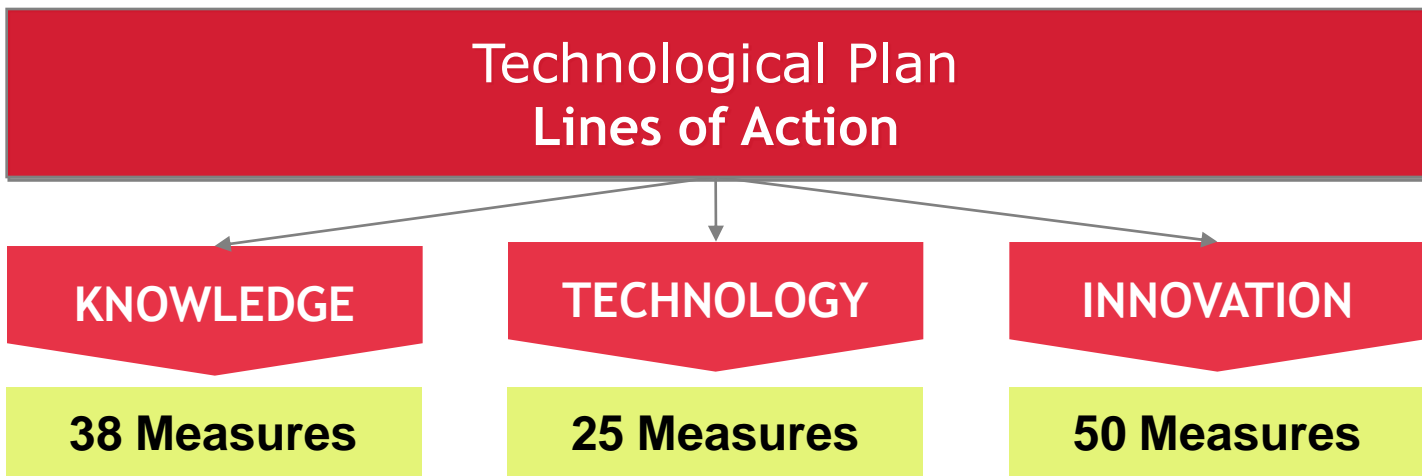 Technological Plan
Lines of Action
KNOWLEDGE
TECHNOLOGY
INNOVATION
38 Measures
25 Measures
50 Measures